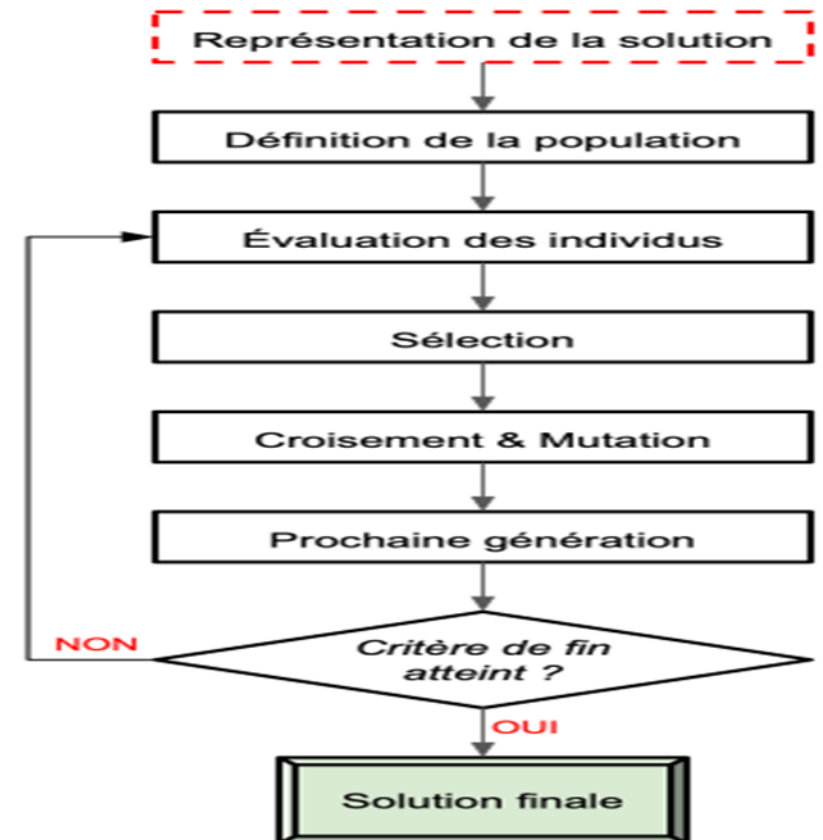 Représentation de la solution
Définition de la population
Évaluation des individus
Sélection
Croisement & Mutation
Prochaine génération
Critère de fin
atteint ?
NON
OUI
Solution finale